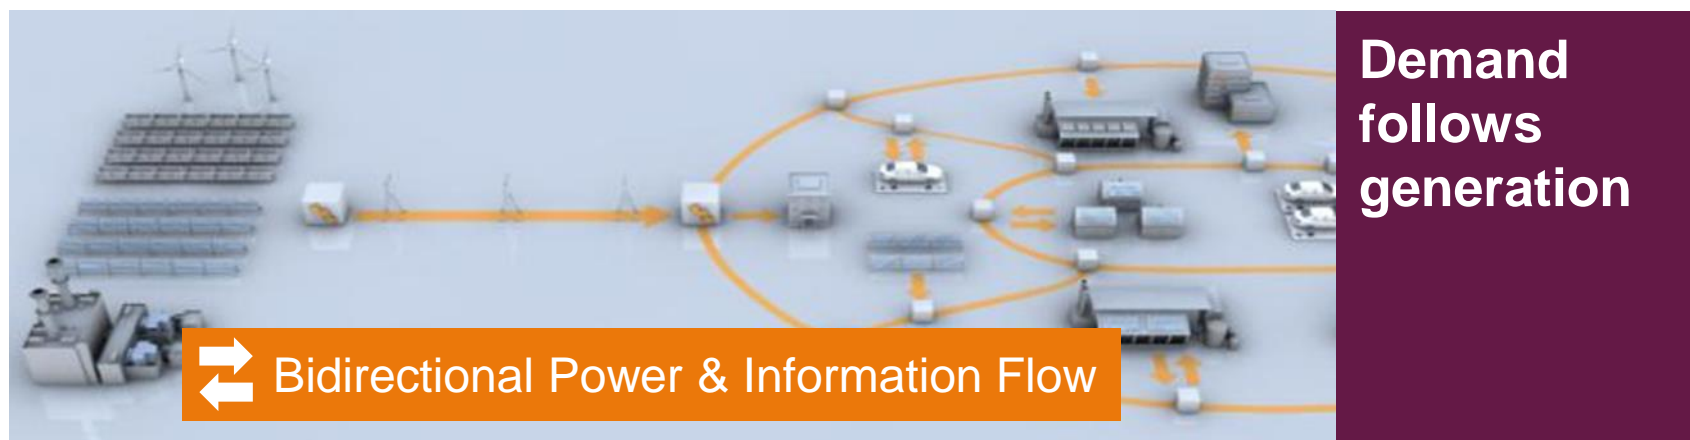 Demand
follows
generation
Bidirectional Power & Information Flow